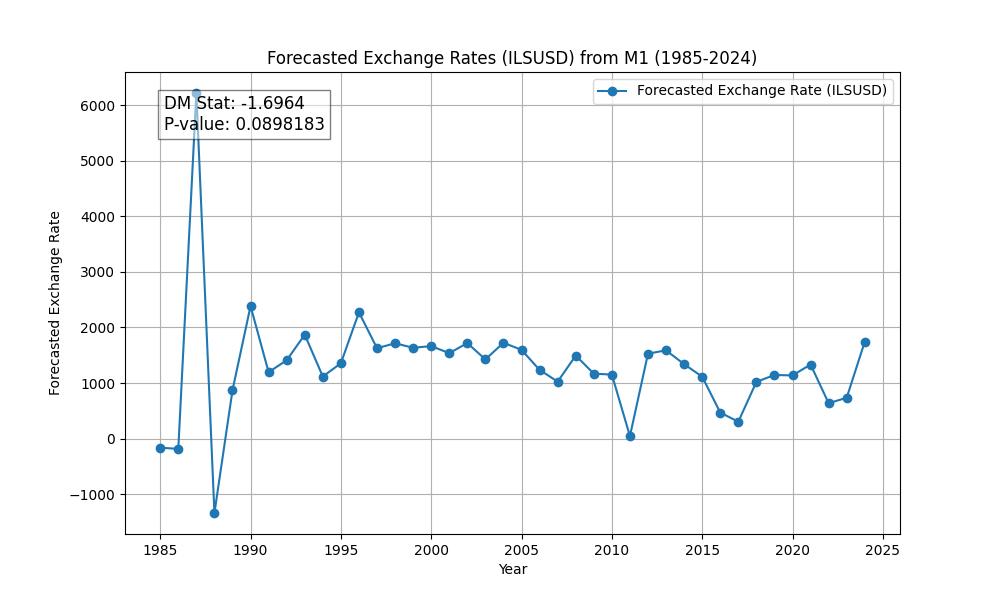 Forecasted Exchange Rates (ILSUSD) from M1 (1985-2024)
DM Stat: -1.6964
P-value: 0.0898183
Forecasted Exchange Rate (ILSUSD)
Forecasted Exchange Rate
6000
5000
4000
3000
2000
1000
0
−1000
1985 1990 1995 2000 2005 2010 2015 2020 2025
Year